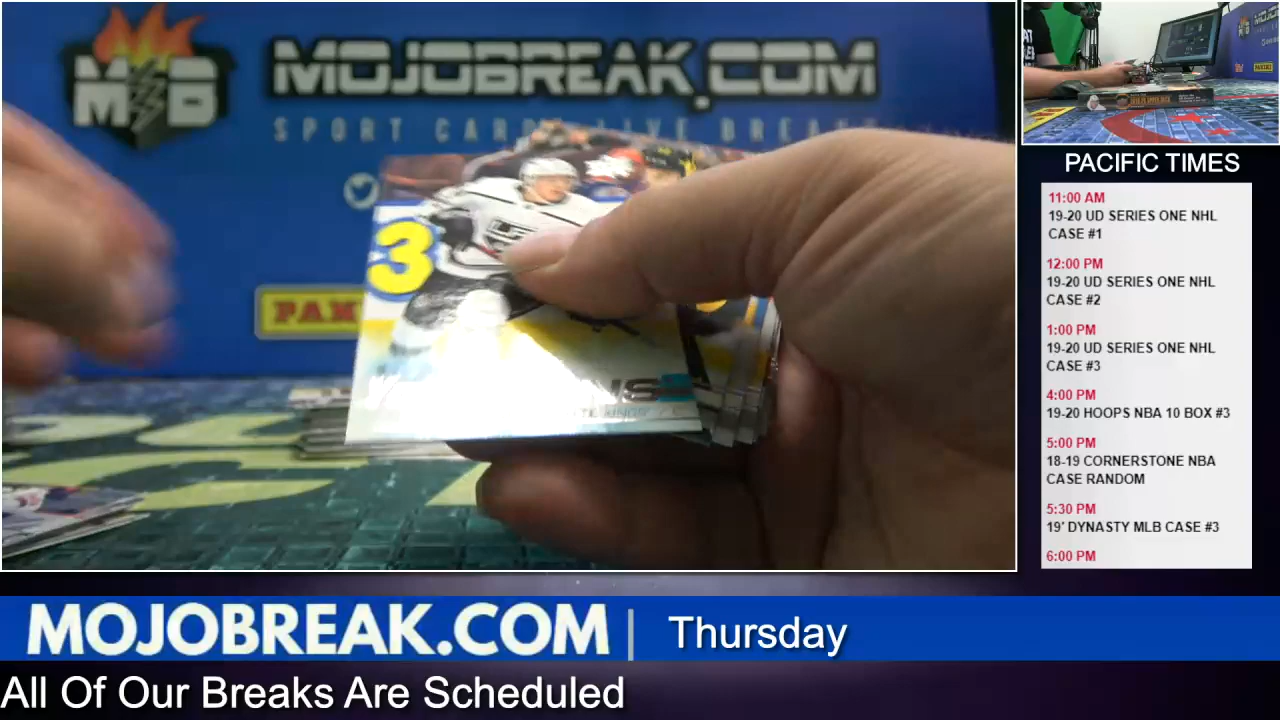 MOJOBREAK.COM
SPORT CARD LIVE BREAKS
MB
3
PACIFIC TIMES
11:00 AM
19-20 UD SERIES ONE NHL
CASE #1
12:00 PM
19-20 UD SERIES ONE NHL
CASE #2
1:00 PM
19-20 UD SERIES ONE NHL
CASE #3
4:00 PM
19-20 HOOPS NBA 10 BOX #3
5:00 PM
18-19 CORNERSTONE NBA
CASE RANDOM
5:30 PM
19' DYNASTY MLB CASE #3
6:00 PM
MOJOBREAK.COM | Thursday
All Of Our Breaks Are Scheduled